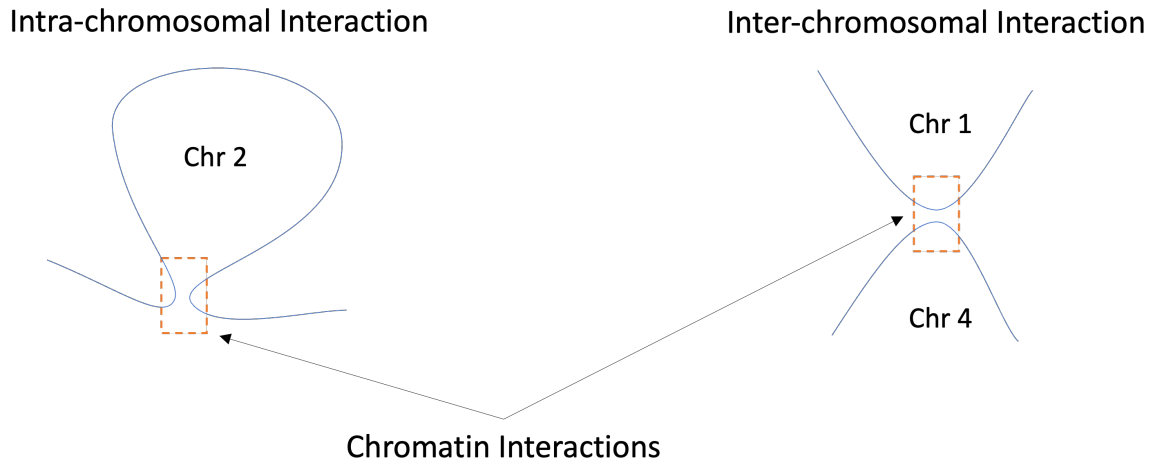 Intra-chromosomal Interaction
Inter-chromosomal Interaction
Chr 2
Chr 1
Chr 4
Chromatin Interactions